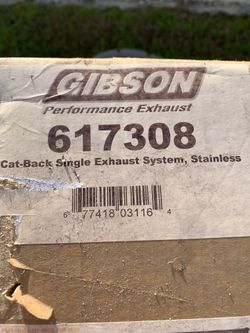 GIBSON
Performance Exhaust
617308
Cat-Back Single Exhaust System, Stainless
6 77418 03116 4